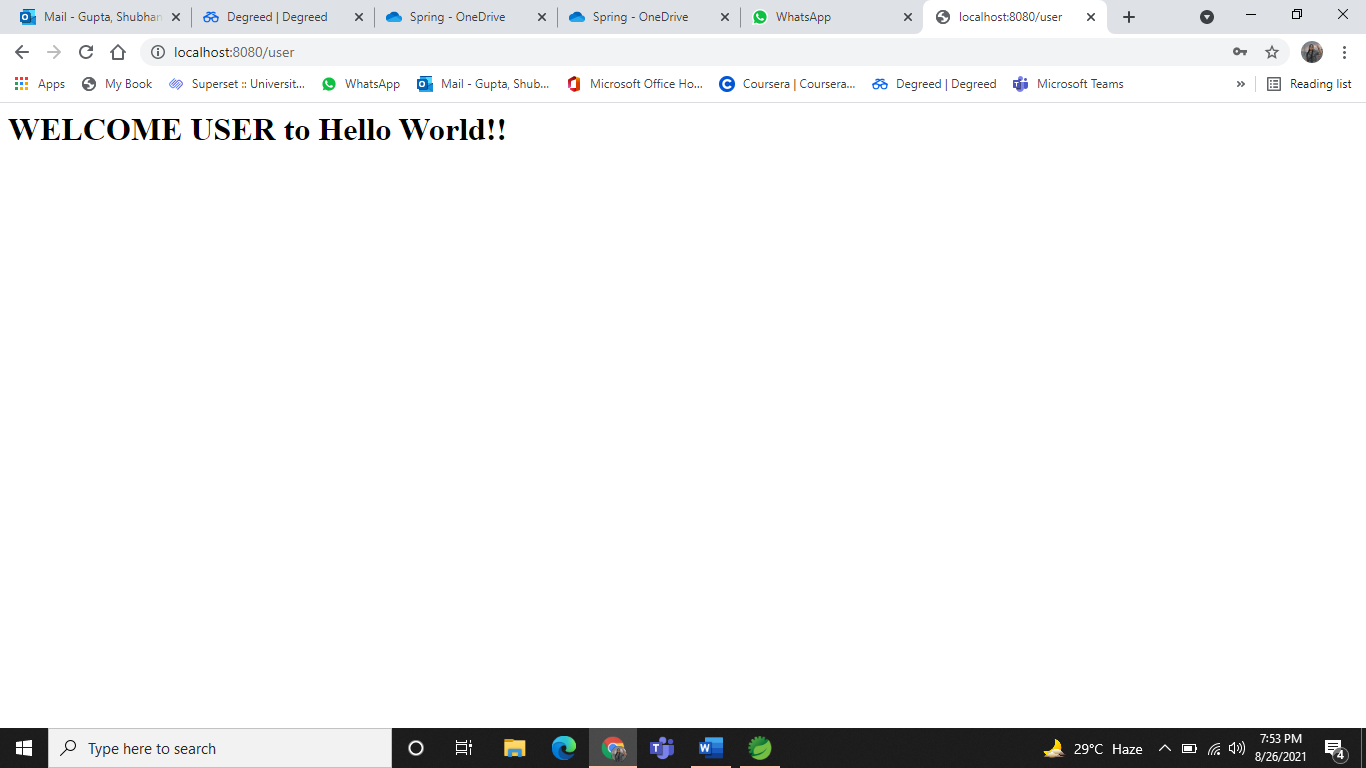 Mail - Gupta, Shubhan
Degreed | Degreed
Spring - OneDrive
Spring - OneDrive
WhatsApp
localhost:8080/user
localhost:8080/user
Apps
My Book
Superset :: Universit...
WhatsApp
Mail - Gupta, Shub...
Microsoft Office Ho...
Coursera | Coursera...
Degreed | Degreed
Microsoft Teams
»
Reading list
WELCOME USER to Hello World!!
Type here to search
29°C Haze
7:53 PM
8/26/2021
4